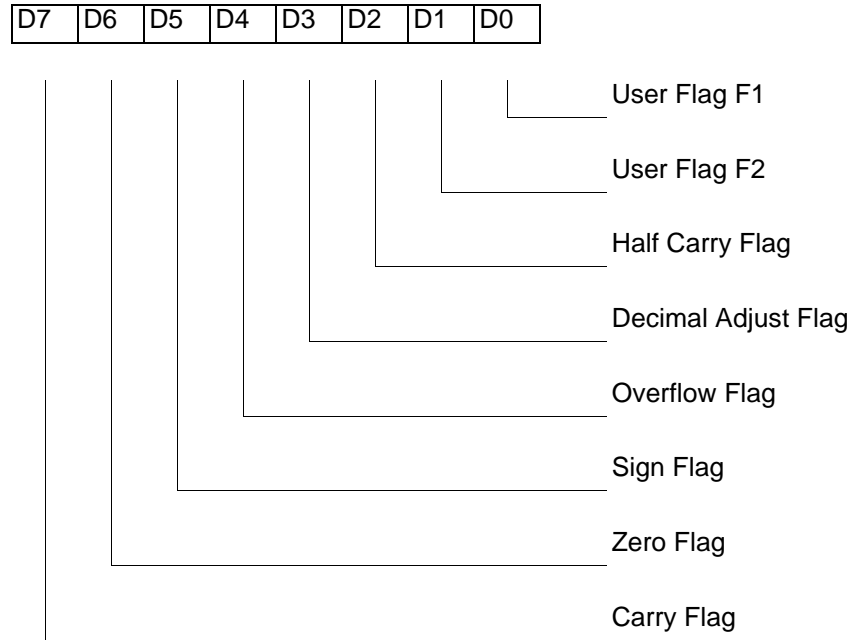 D7 D6 D5 D4 D3 D2 D1 D0
User Flag F1
User Flag F2
Half Carry Flag
Decimal Adjust Flag
Overflow Flag
Sign Flag
Zero Flag
Carry Flag